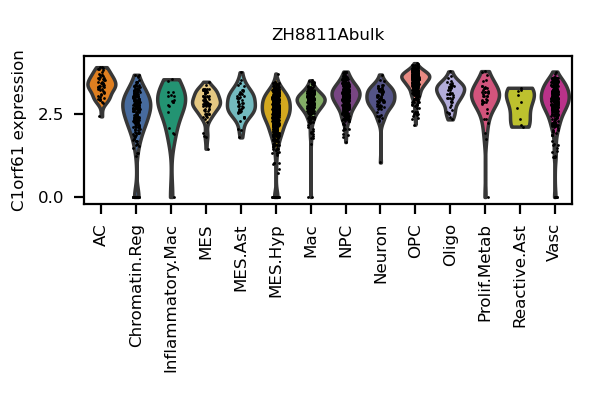 ZH8811Abulk
C1orf61 expression
2.5
0.0
AC
Chromatin.Reg
Inflammatory.Mac
MES
MES.Ast
MES.Hyp
Mac
NPC
Neuron
OPC
Oligo
Prolif.Metab
Reactive.Ast
Vasc